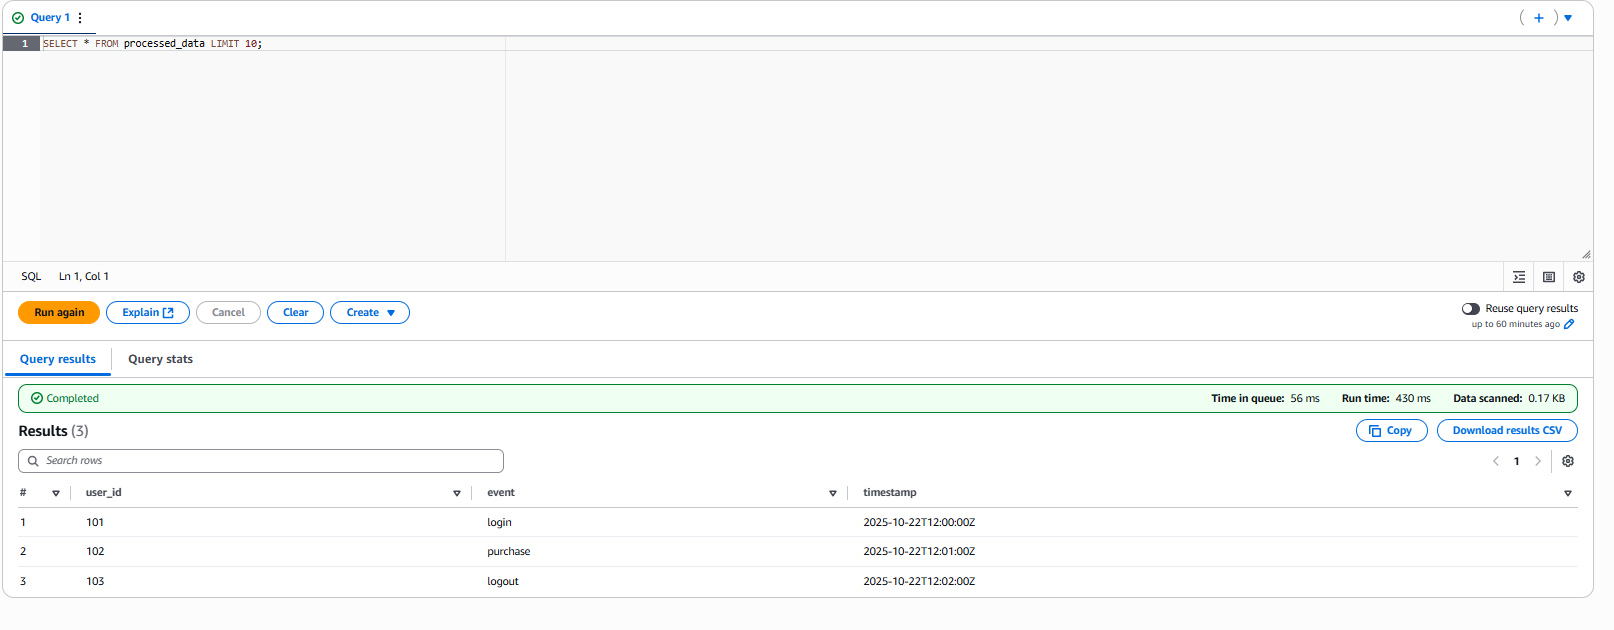 Query 1
1 SELECT * FROM processed_data LIMIT 10;
SQL Ln 1, Col 1
Run again Explain Cancel Clear Create
Reuse query results
up to 60 minutes ago
Query results Query stats
Completed Time in queue: 56 ms Run time: 430 ms Data scanned: 0.17 KB
Results (3) Copy Download results CSV
Search rows 1
# user_id event timestamp
1 101 login 2025-10-22T12:00:00Z
2 102 purchase 2025-10-22T12:01:00Z
3 103 logout 2025-10-22T12:02:00Z